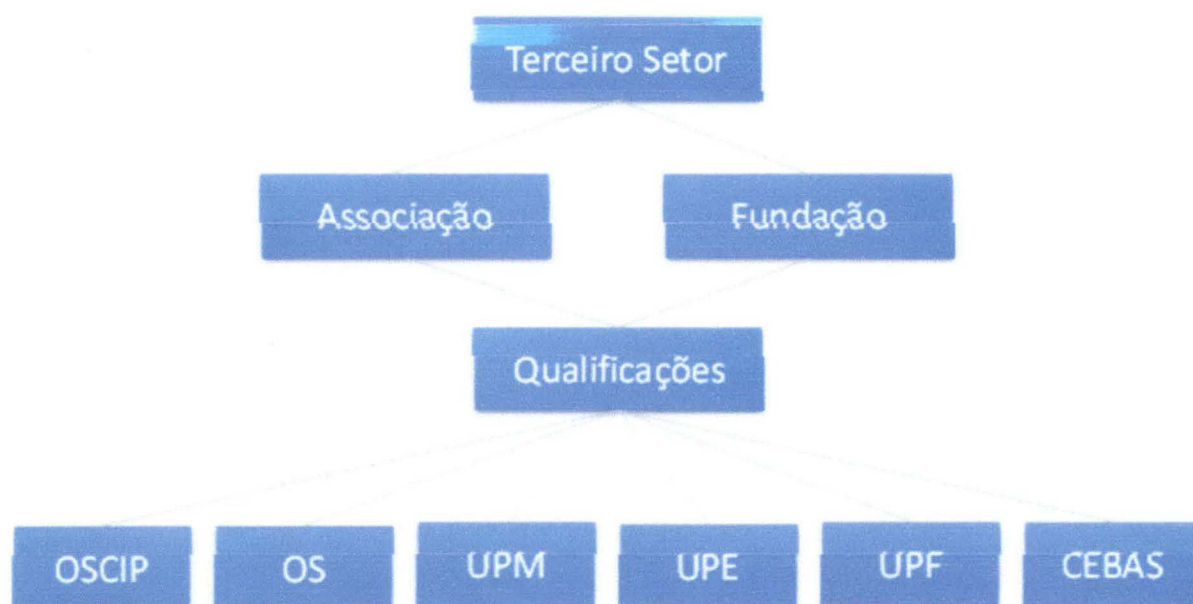 Terceiro Setor
Associação
Fundação
Qualificações
OSCIP
OS
UPM
UPE
UPF
CEBAS